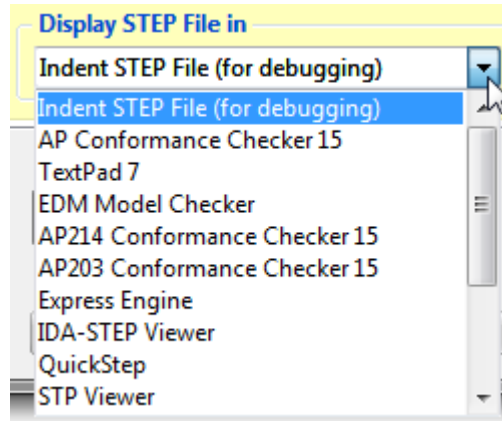 Display STEP File in
Indent STEP File (for debugging)
Indent STEP File (for debugging)
AP Conformance Checker 15
TextPad 7
EDM Model Checker
AP214 Conformance Checker 15
AP203 Conformance Checker 15
Express Engine
IDA-STEP Viewer
QuickStep
STP Viewer